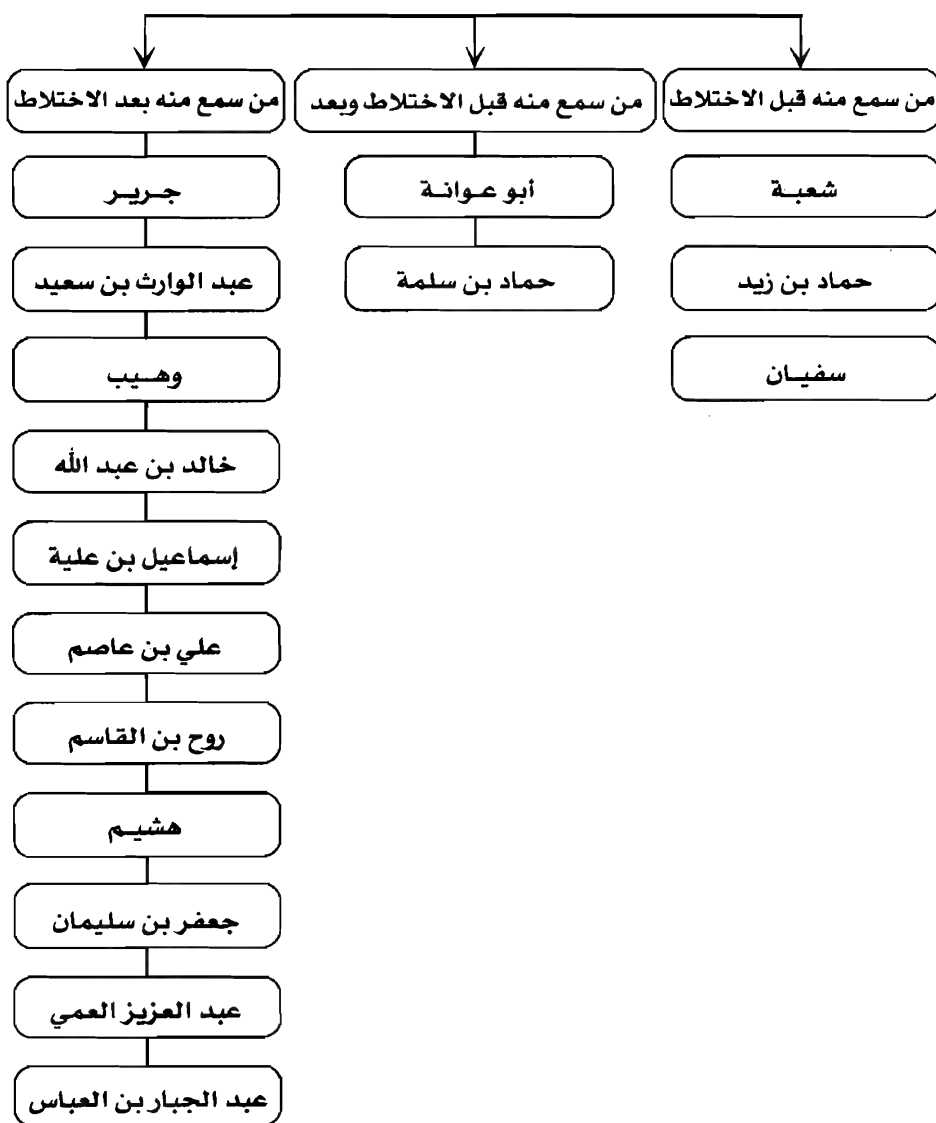 من سمع منه قبل الاختلاط
شعبة
حماد بن زيد
سفيان
من سمع منه قبل الاختلاط وبعد
أبو عوانة
حماد بن سلمة
من سمع منه بعد الاختلاط
جرير
عبد الوارث بن سعيد
وهيب
خالد بن عبد الله
إسماعيل بن علية
علي بن عاصم
روح بن القاسم
هشيم
جعفر بن سليمان
عبد العزيز العمي
عبد الجبار بن العباس